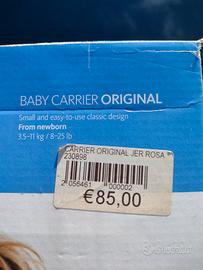 BABY CARRIER ORIGINAL
Small and easy-to-use classic design
From newborn
3.5-11 kg / 8-25 lb
CARRIER ORIGINAL JER ROSA
230898
2 056461 000002
€85,00
subito